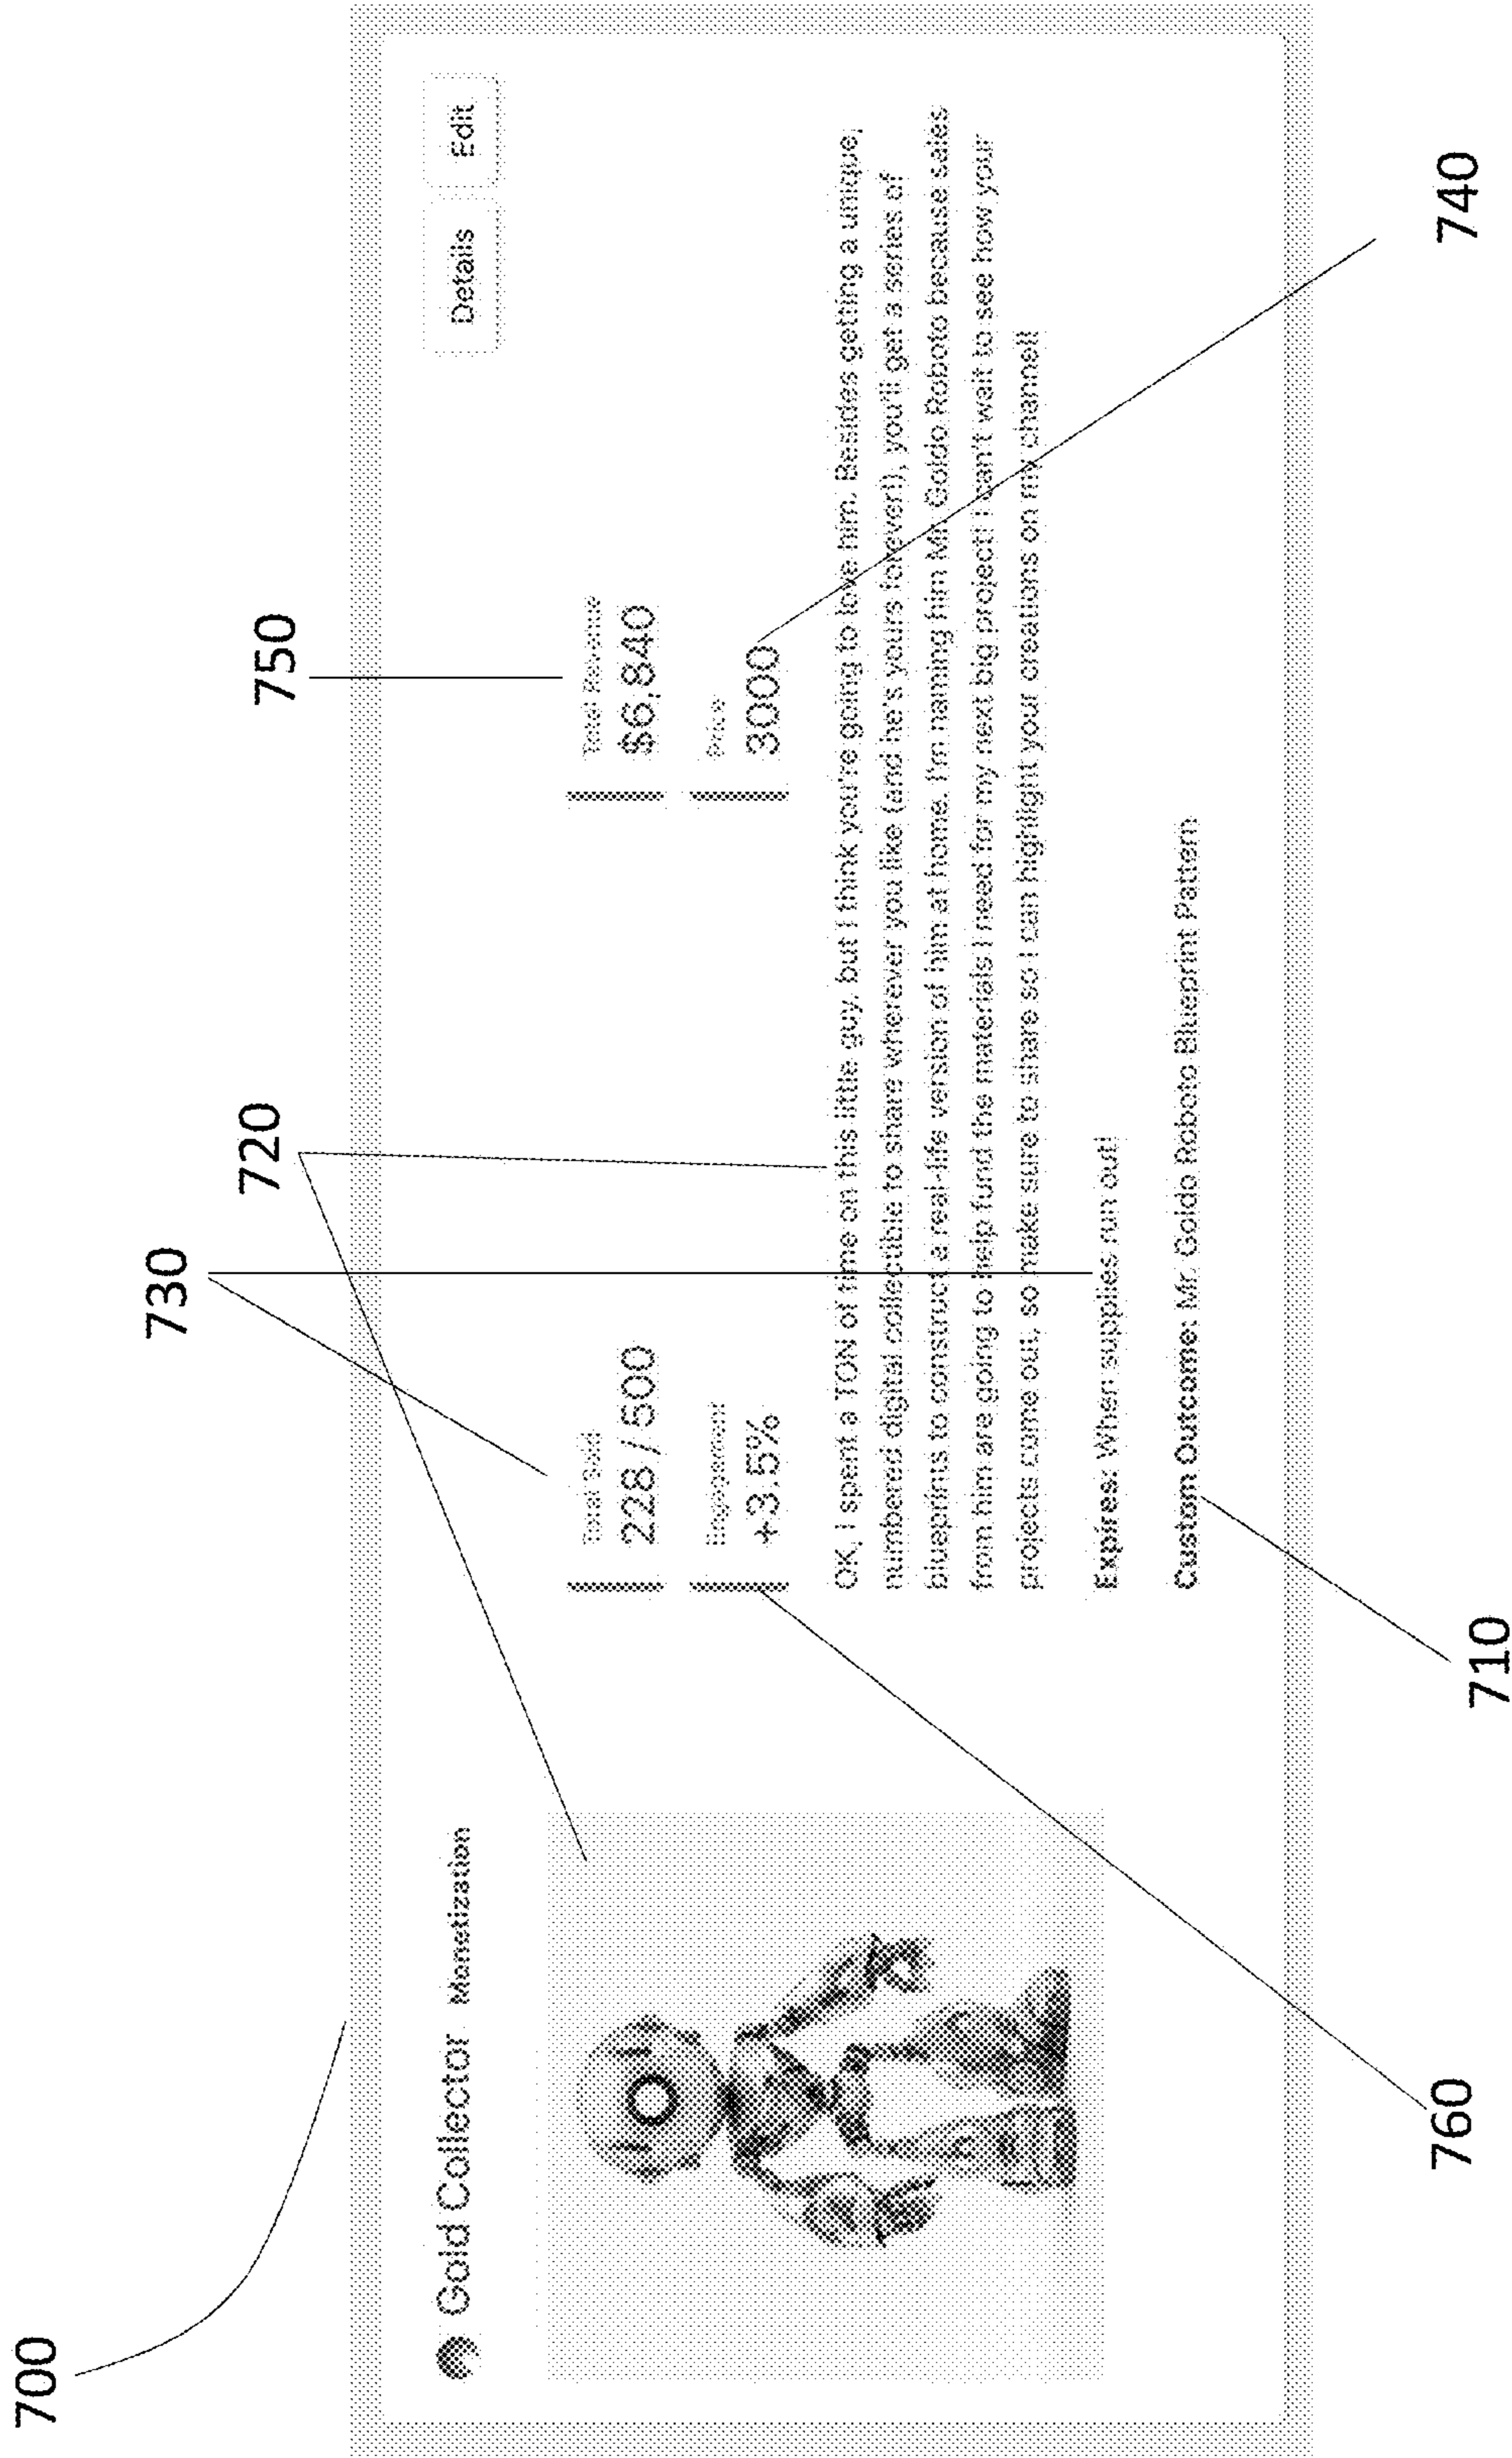 700
730
720
750
Gold Collector Monetization
Details
Edit
Total Sold
228 / 500
Total Revenue
$6,840
Engagement
+3.5%
Price
3000
OK, I spent a TON of time on this little guy, but I think you're going to love him. Besides getting a unique,
numbered digital collectible to share wherever you like (and he's yours forever!), you'll get a series of
blueprints to construct a real-life version of him at home. I'm naming him Mr. Goldo Roboto because sales
from him are going to help fund the materials I need for my next big project! I can't wait to see how your
projects come out, so make sure to share so I can highlight your creations on my channel!
Expires: When supplies run out!
Custom Outcome: Mr. Goldo Roboto Blueprint Pattern
760
710
740